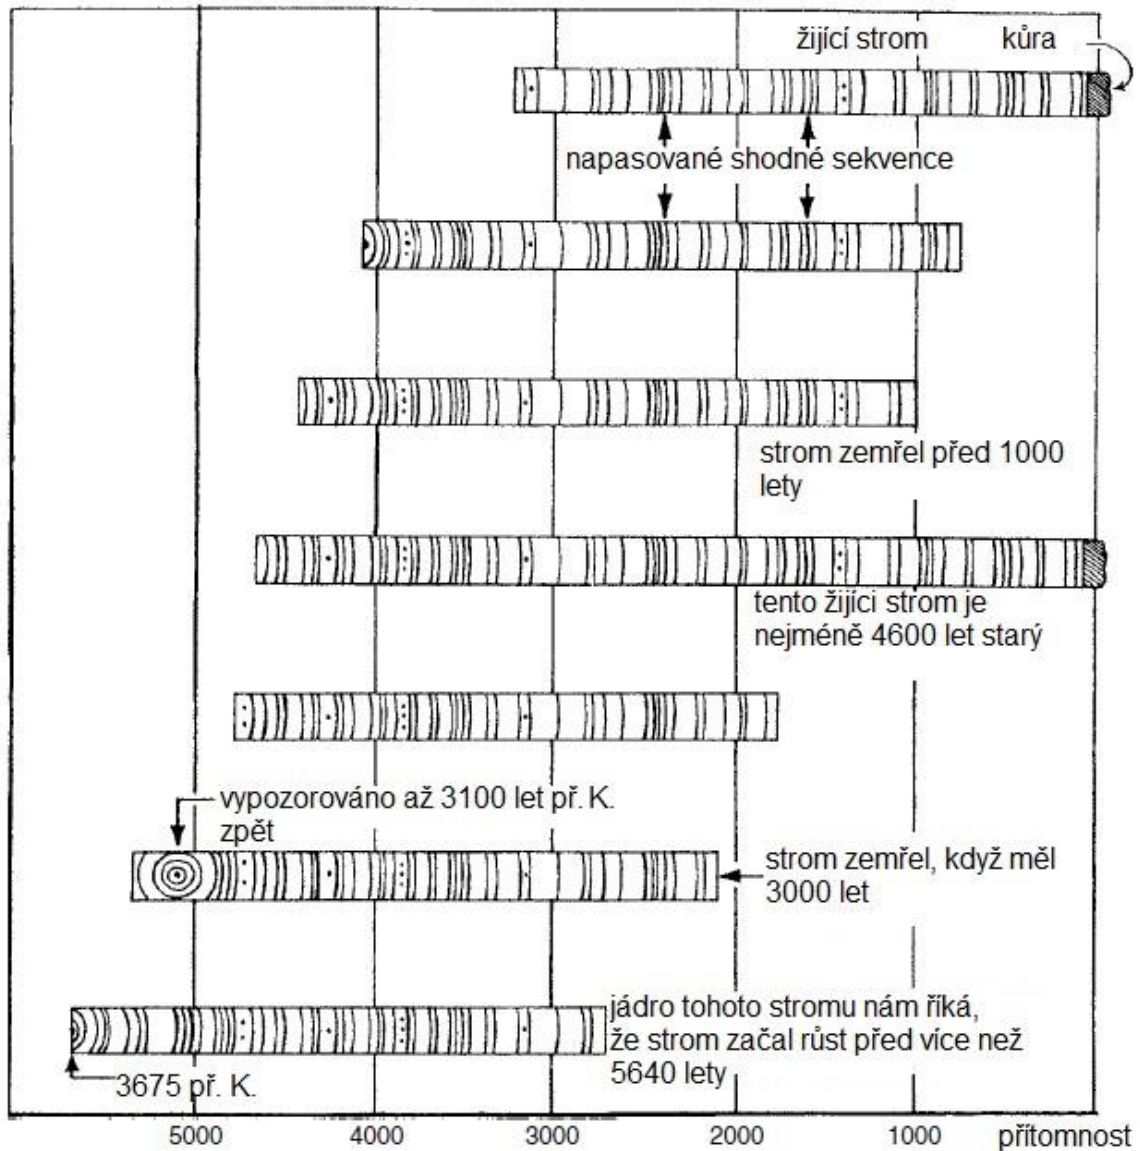 žijící strom kůra
napasované shodné sekvence
strom zemřel před 1000
lety
tento žijíci strom je
nejméně 4600 let starý
vypozorováno až 3100 let př. K.
zpět
strom zemřel, když měl
3000 let
jádro tohoto stromu nám říká,
že strom začal růst před více než
5640 lety
3675 př. K.
5000 4000 3000 2000 1000 přítomnost